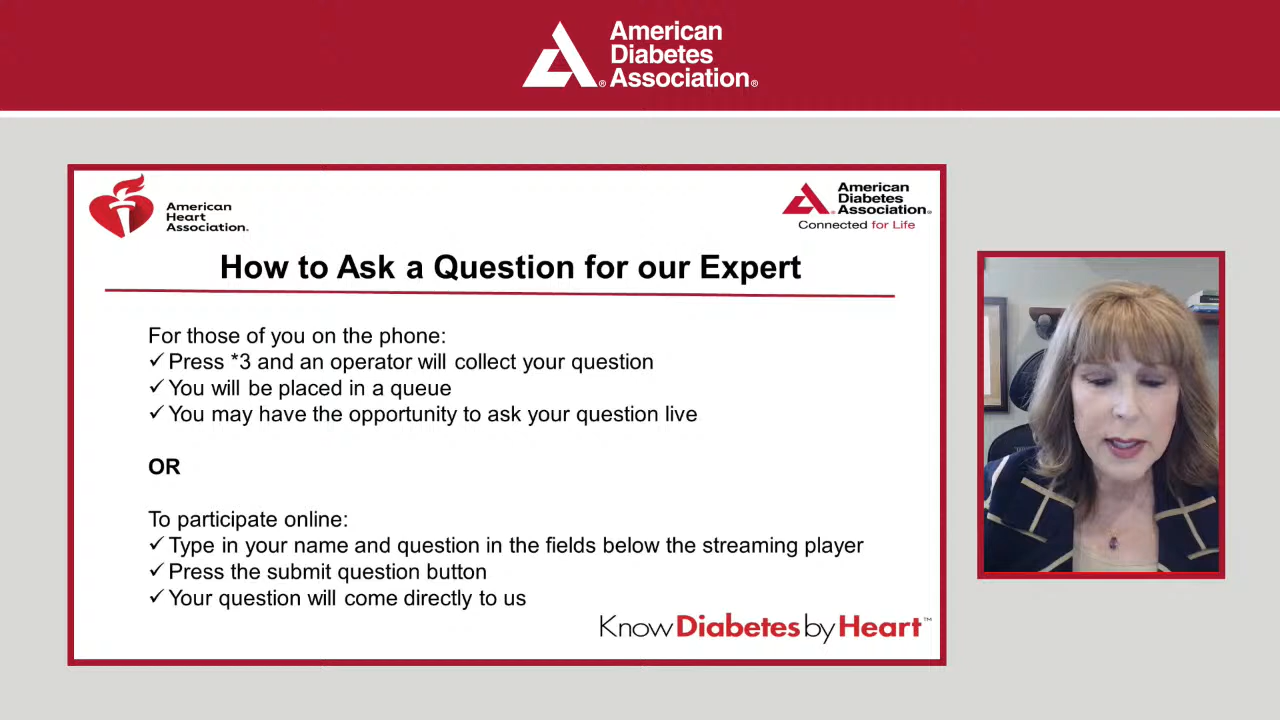 American
Diabetes
Association®
American
Heart
Association.
American
Diabetes
Association®
Connected for Life
How to Ask a Question for our Expert
For those of you on the phone:
✓ Press *3 and an operator will collect your question
✓ You will be placed in a queue
✓ You may have the opportunity to ask your question live
OR
To participate online:
✓ Type in your name and question in the fields below the streaming player
✓ Press the submit question button
✓ Your question will come directly to us
Know Diabetes by Heart™